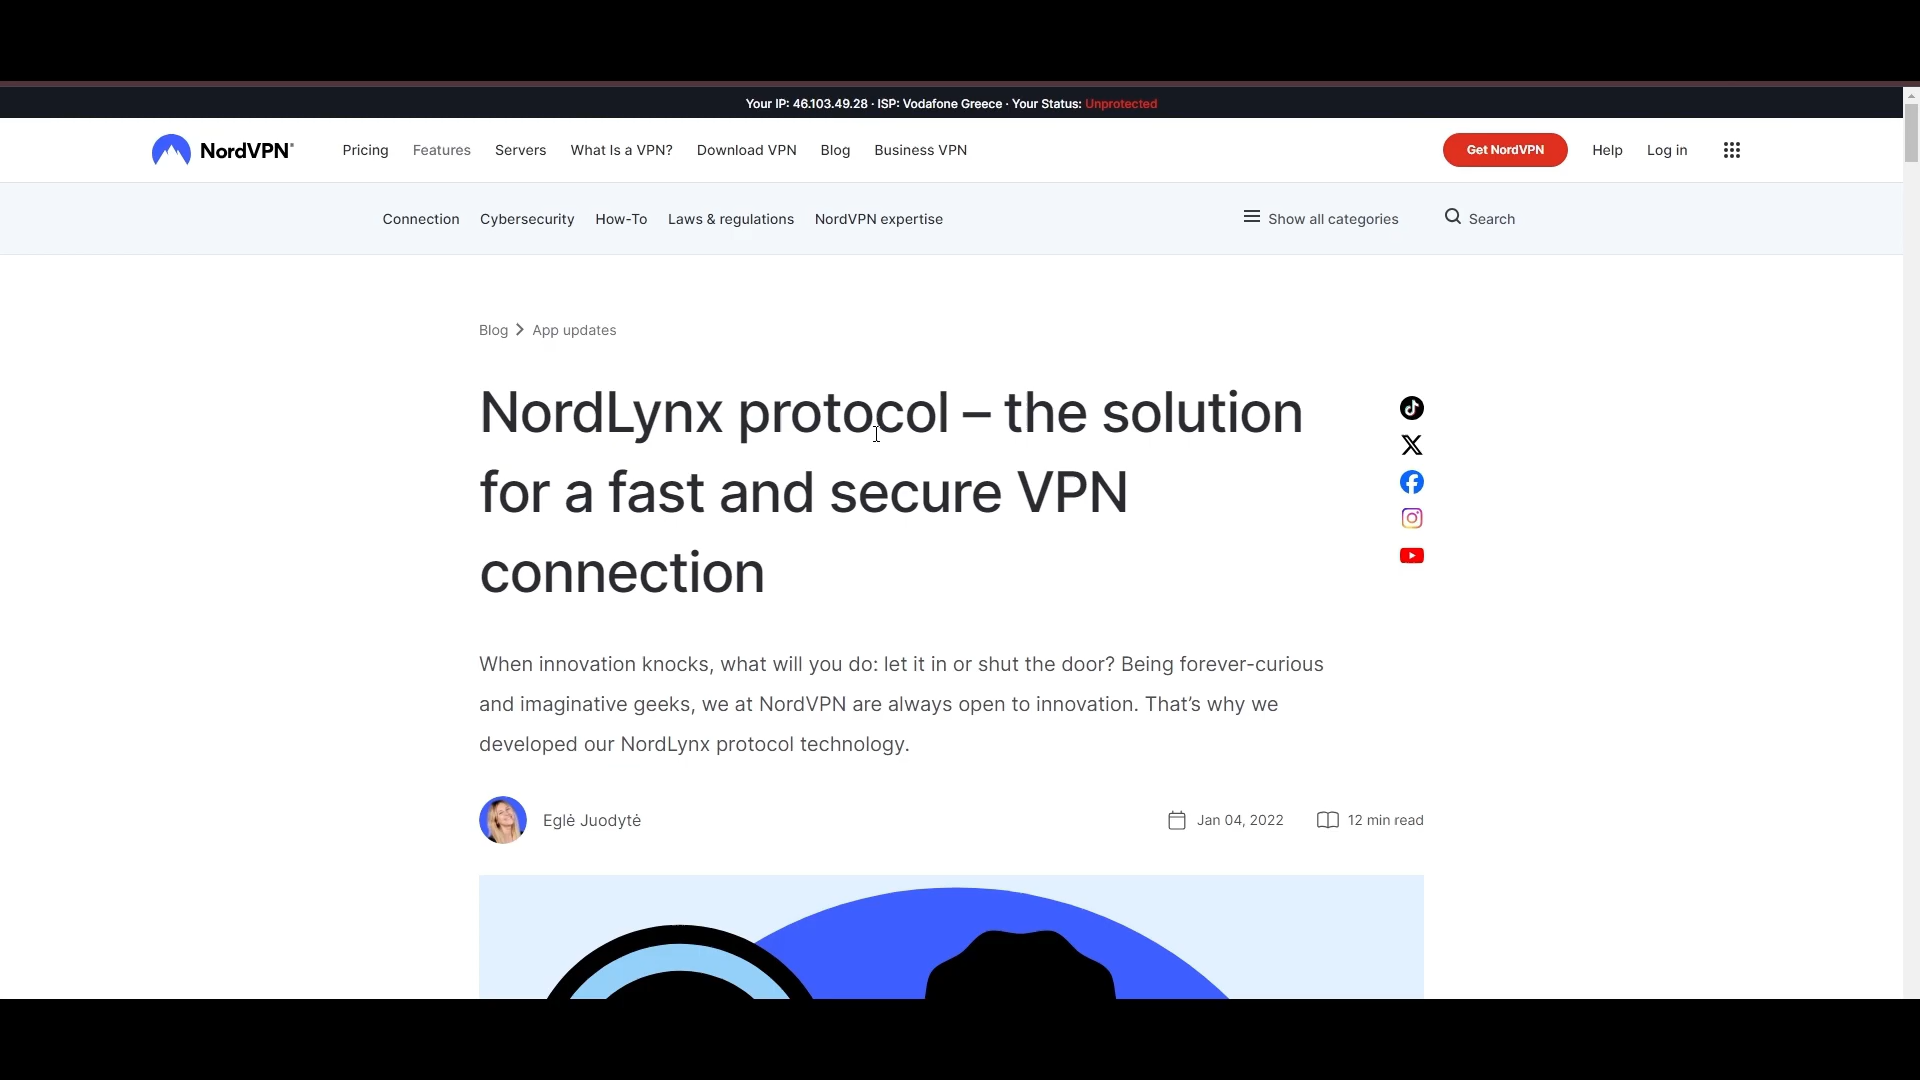 Your IP: 46.103.49.28 · ISP: Vodafone Greece · Your Status: Unprotected
NordVPN®
Pricing
Features
Servers
What Is a VPN?
Download VPN
Blog
Business VPN
Get NordVPN
Help
Log in
Connection
Cybersecurity
How-To
Laws & regulations
NordVPN expertise
Show all categories
Search
Blog
App updates
NordLynx protocol – the solution
for a fast and secure VPN
connection
When innovation knocks, what will you do: let it in or shut the door? Being forever-curious
and imaginative geeks, we at NordVPN are always open to innovation. That’s why we
developed our NordLynx protocol technology.
Eglė Juodytė
Jan 04, 2022
12 min read